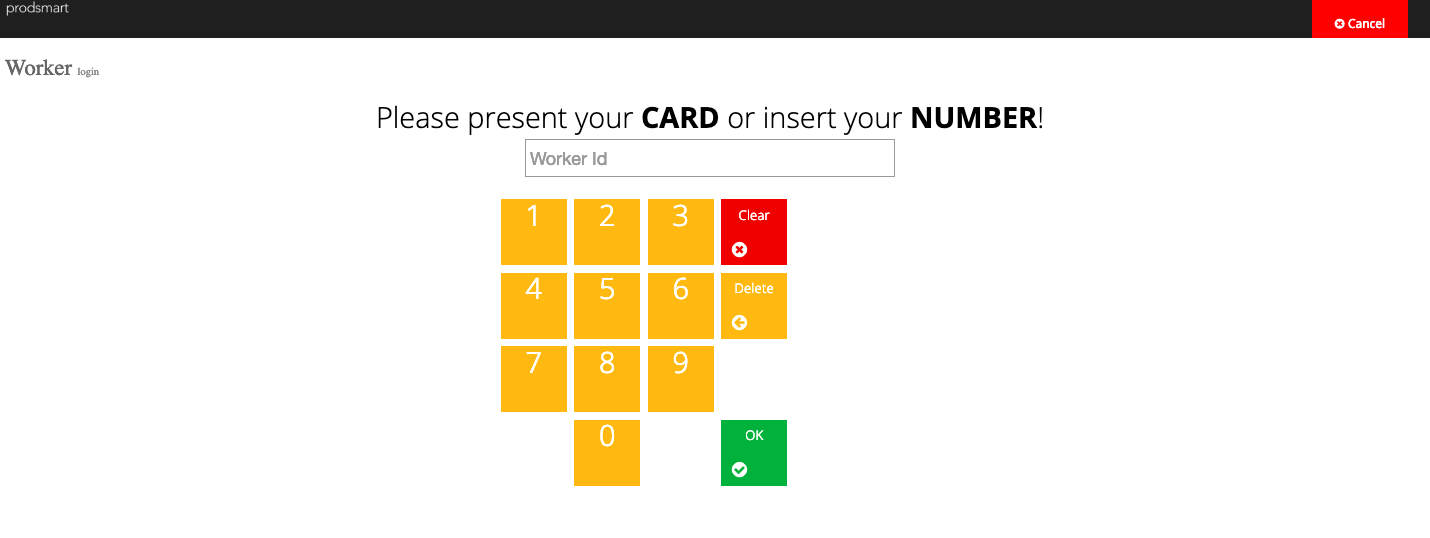 prodsmart
Cancel
Worker login
Please present your CARD or insert your NUMBER!
Worker Id
1 2 3 Clear
4 5 6 Delete
7 8 9
0 OK